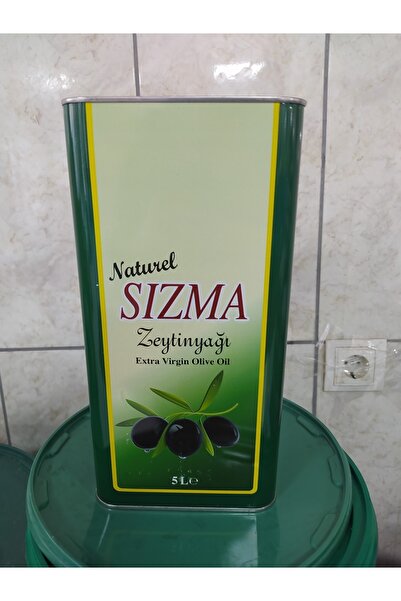 Naturel
SIZMA
Zeytinyağı
Extra Virgin Olive Oil
5 L ℮